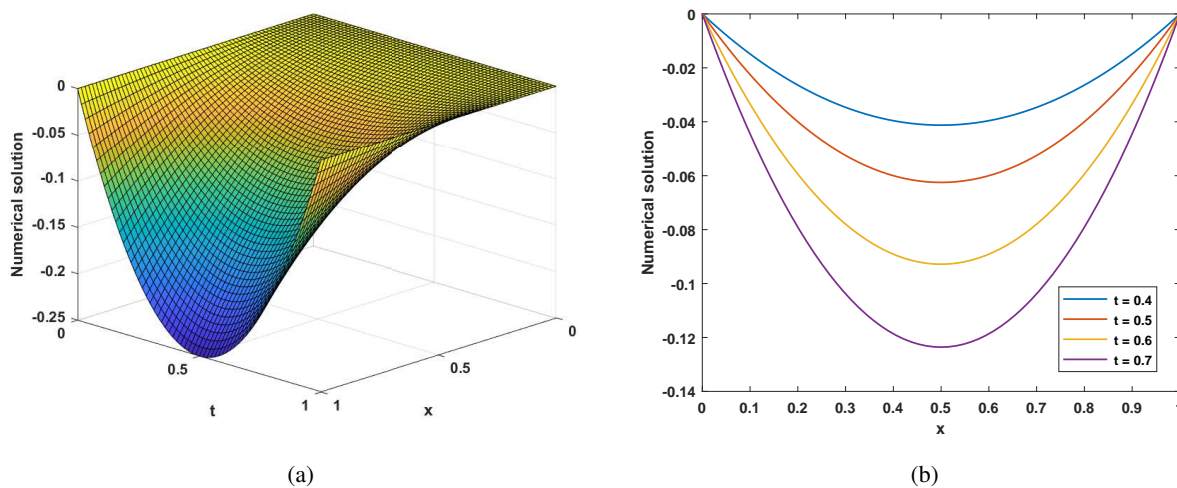 0
-0.05
-0.1
-0.15
-0.2
-0.25
Numerical solution
0
0.5
1
t
1
0.5
0
x
(a)
0
-0.02
-0.04
-0.06
-0.08
-0.1
-0.12
-0.14
Numerical solution
t = 0.4
t = 0.5
t = 0.6
t = 0.7
0 0.1 0.2 0.3 0.4 0.5 0.6 0.7 0.8 0.9 1
x
(b)